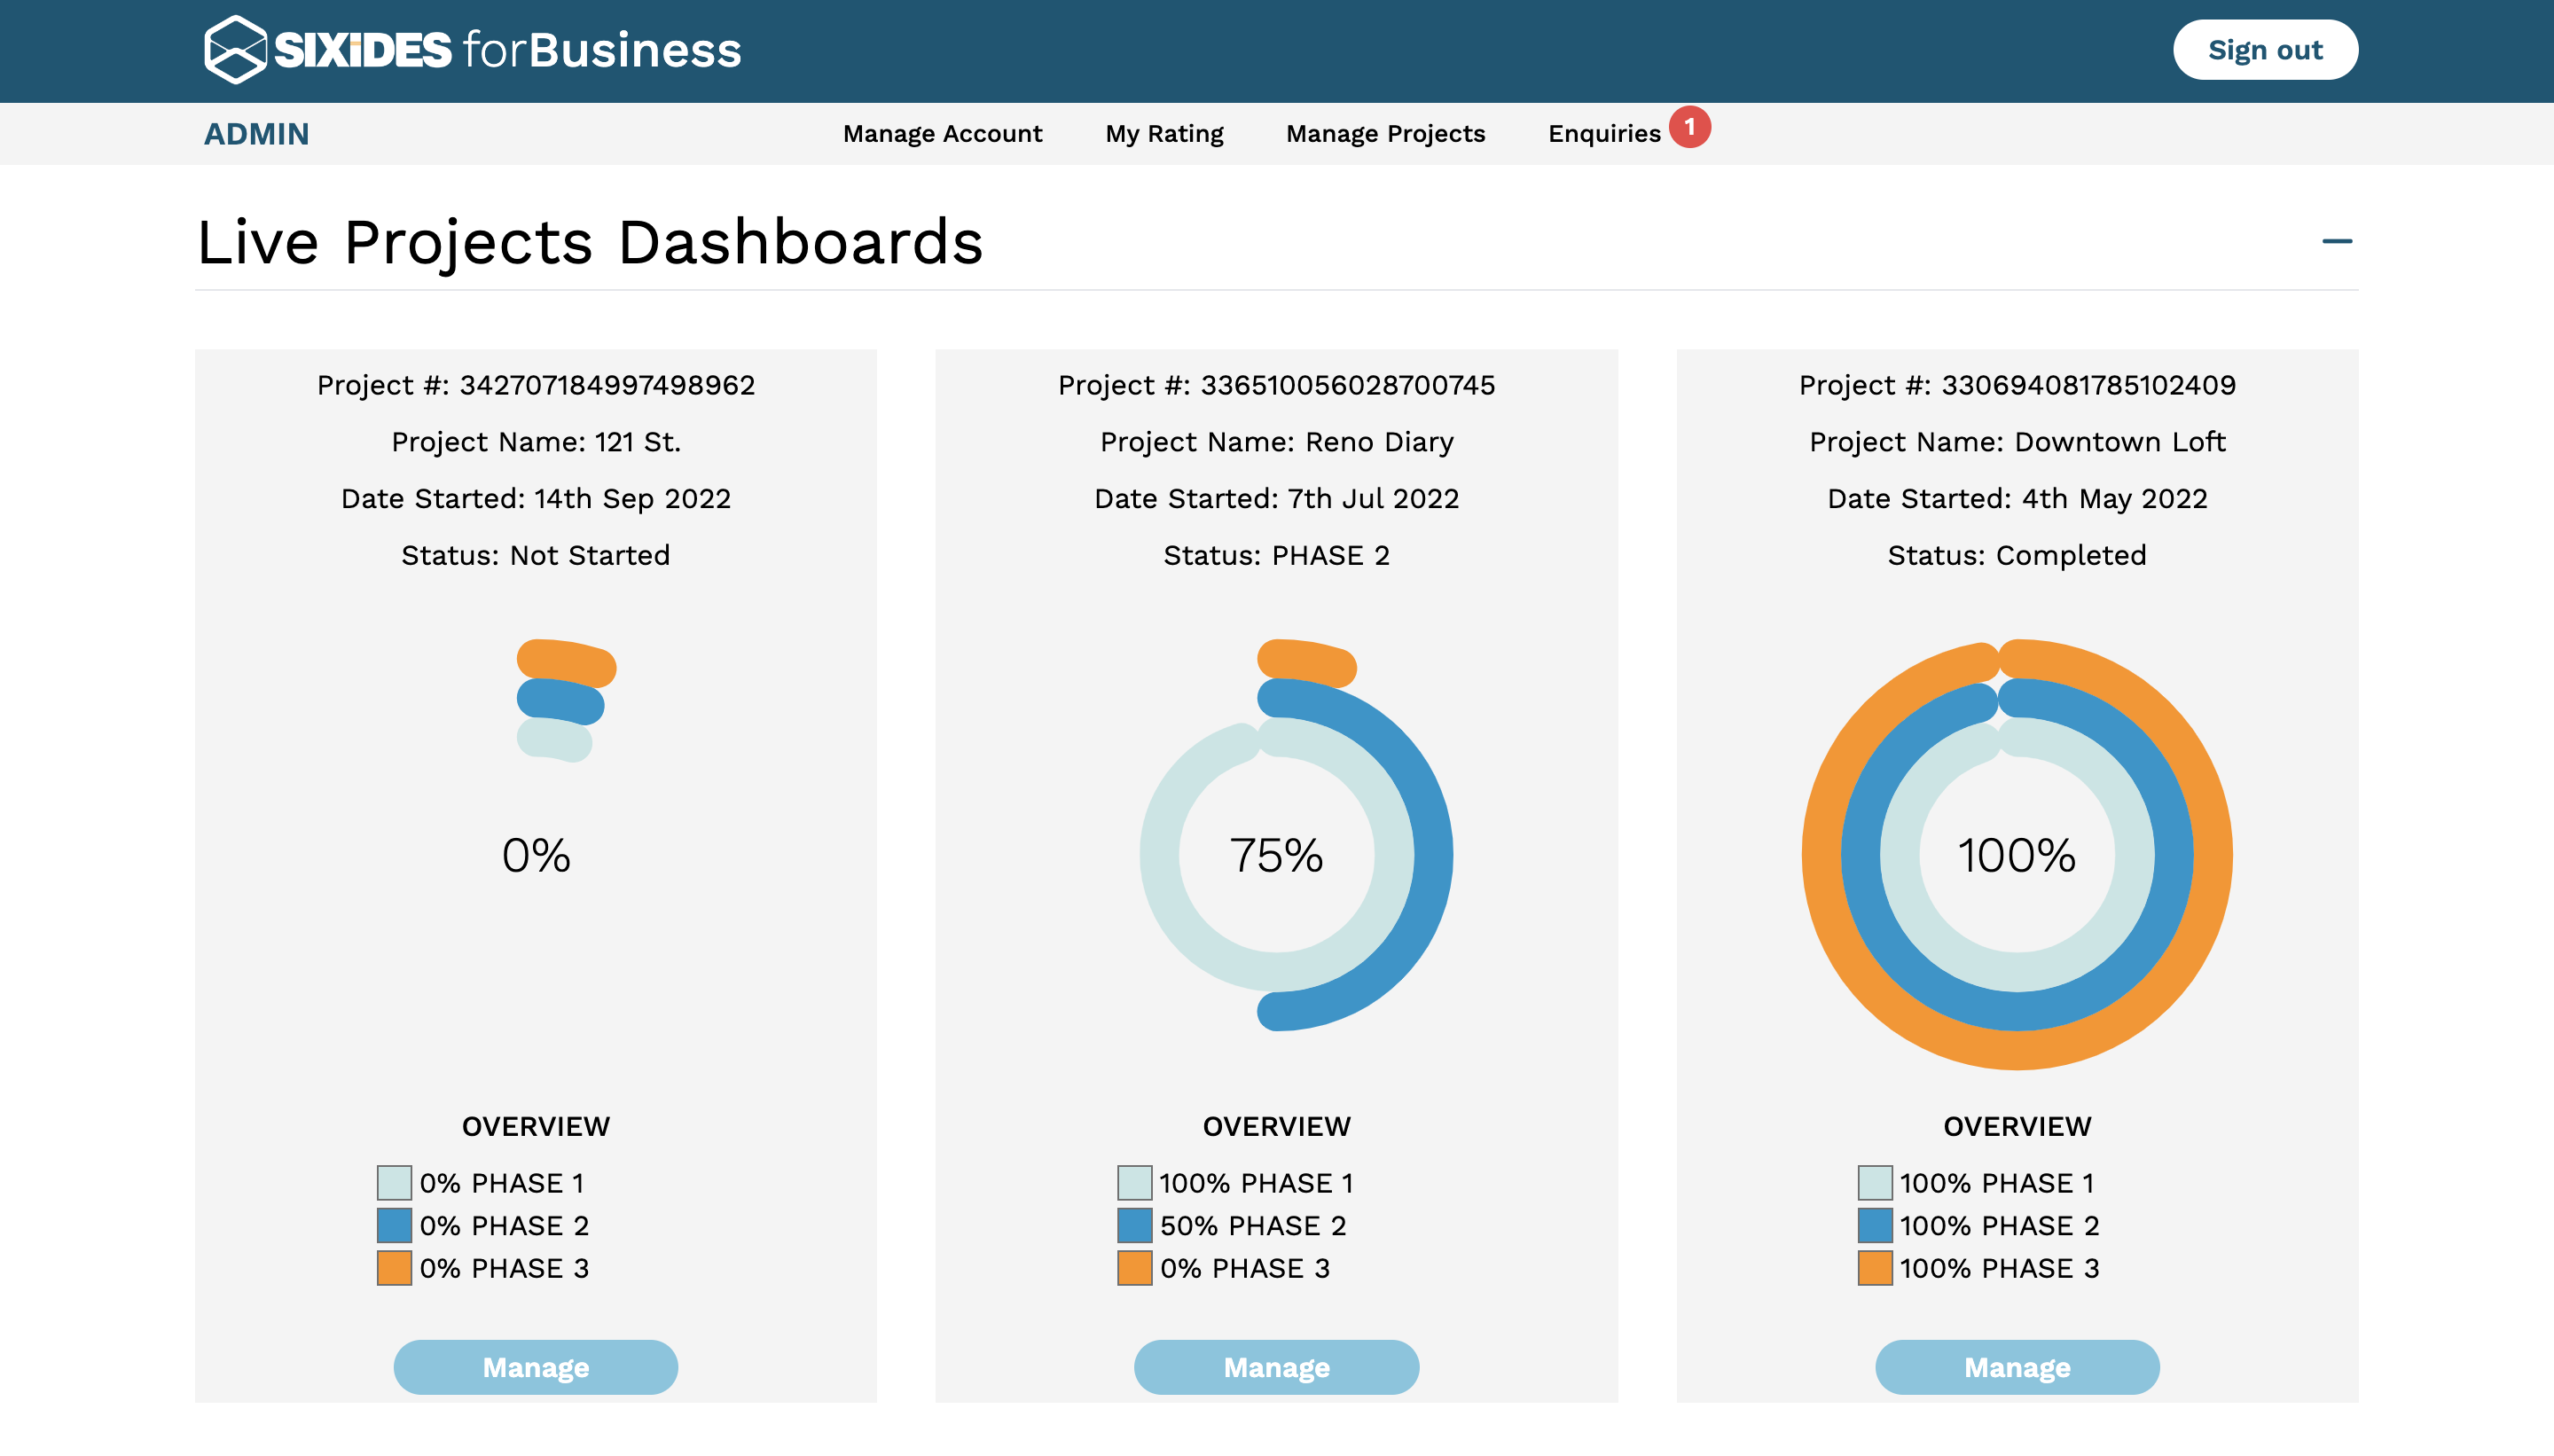 SIXiDES forBusiness
Sign out
ADMIN
Manage Account
My Rating
Manage Projects
Enquiries
1
Live Projects Dashboards
Project #: 342707184997498962
Project Name: 121 St.
Date Started: 14th Sep 2022
Status: Not Started
0%
OVERVIEW
0% PHASE 1
0% PHASE 2
0% PHASE 3
Manage
Project #: 336510056028700745
Project Name: Reno Diary
Date Started: 7th Jul 2022
Status: PHASE 2
75%
OVERVIEW
100% PHASE 1
50% PHASE 2
0% PHASE 3
Manage
Project #: 330694081785102409
Project Name: Downtown Loft
Date Started: 4th May 2022
Status: Completed
100%
OVERVIEW
100% PHASE 1
100% PHASE 2
100% PHASE 3
Manage